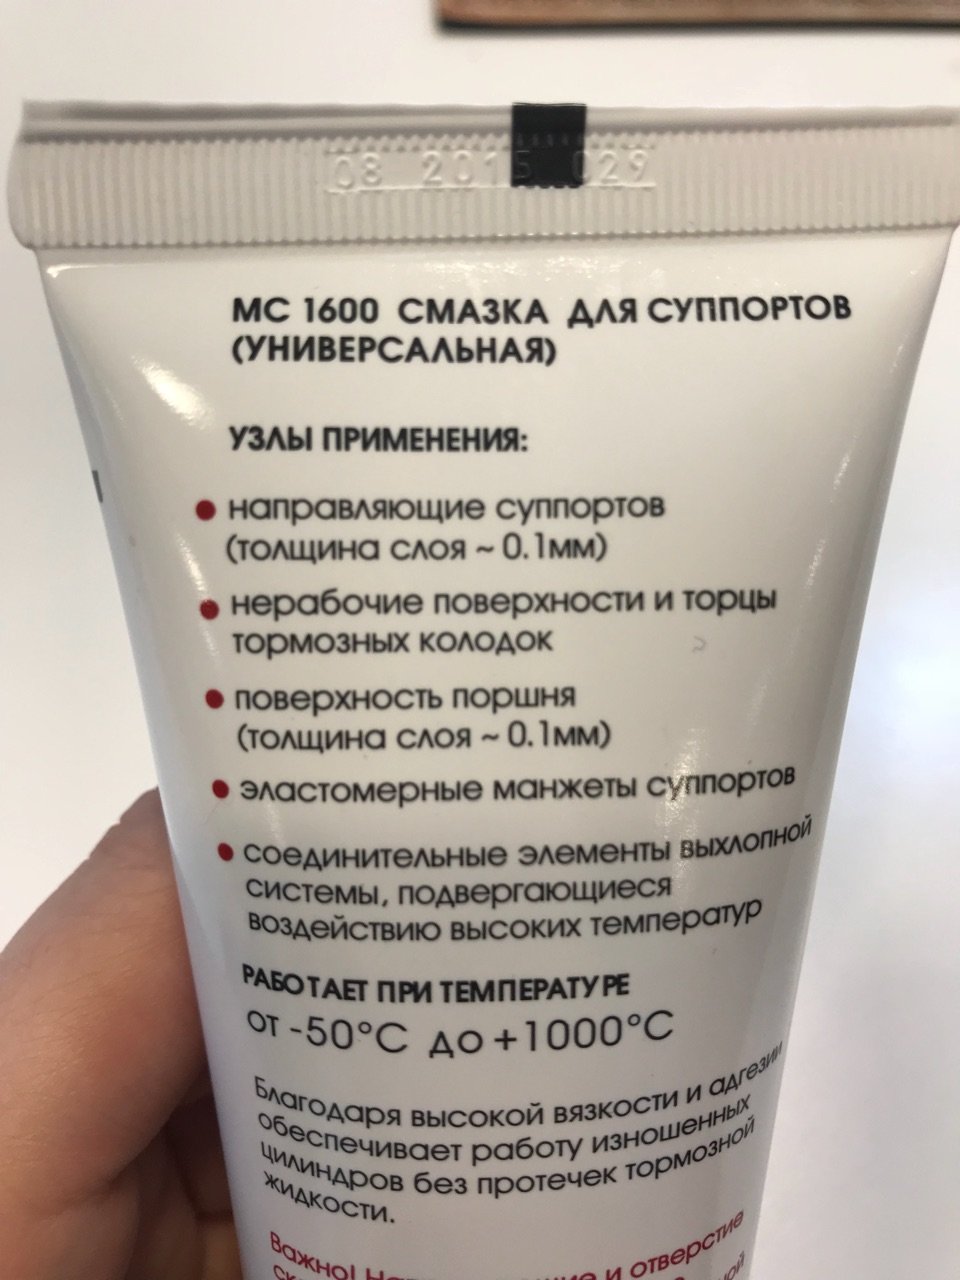 08 2015 029
МС 1600 СМАЗКА ДЛЯ СУППОРТОВ
(УНИВЕРСАЛЬНАЯ)
УЗЛЫ ПРИМЕНЕНИЯ:
• направляющие суппортов
(толщина слоя ~ 0.1мм)
• нерабочие поверхности и торцы
тормозных колодок
• поверхность поршня
(толщина слоя ~ 0.1мм)
• эластомерные манжеты суппортов
• соединительные элементы выхлопной
системы, подвергающиеся
воздействию высоких температур
РАБОТАЕТ ПРИ ТЕМПЕРАТУРЕ
от -50°С до +1000°С
Благодаря высокой вязкости и адгезии
обеспечивает работу изношенных
цилиндров без протечек тормозной
жидкости.
Важно! и отверстие